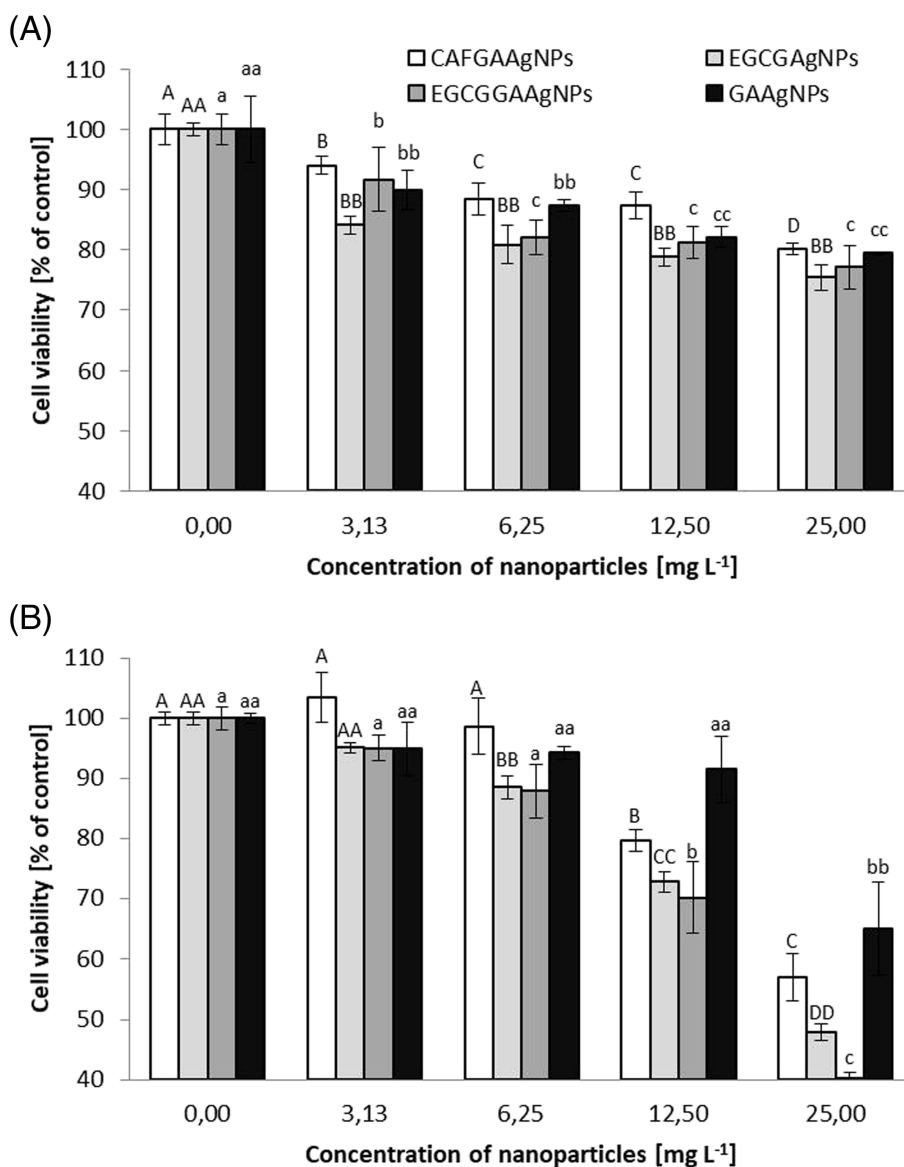 (A)
CAFGAAgNPs EGCGAgNPs
EGCGGAAgNPs GAAgNPs
Cell viability [% of control]
110
100
90
80
70
60
50
40
A AA a aa
B BB b bb
C BB c bb
C BB c cc
D BB c cc
0,00 3,13 6,25 12,50 25,00
Concentration of nanoparticles [mg L-1]
(B)
Cell viability [% of control]
110
100
90
80
70
60
50
40
A AA a aa
A AA a aa
A BB a aa
B CC b aa
C DD c bb
0,00 3,13 6,25 12,50 25,00
Concentration of nanoparticles [mg L-1]